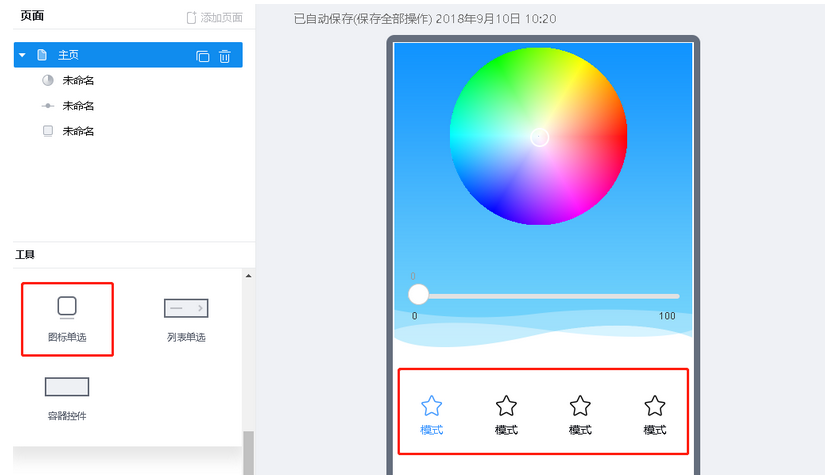 页面
添加页面
主页
未命名
未命名
未命名
工具
图标单选
列表单选
容器控件
已自动保存(保存全部操作) 2018年9月10日 10:20
0
0
100
模式 模式 模式 模式